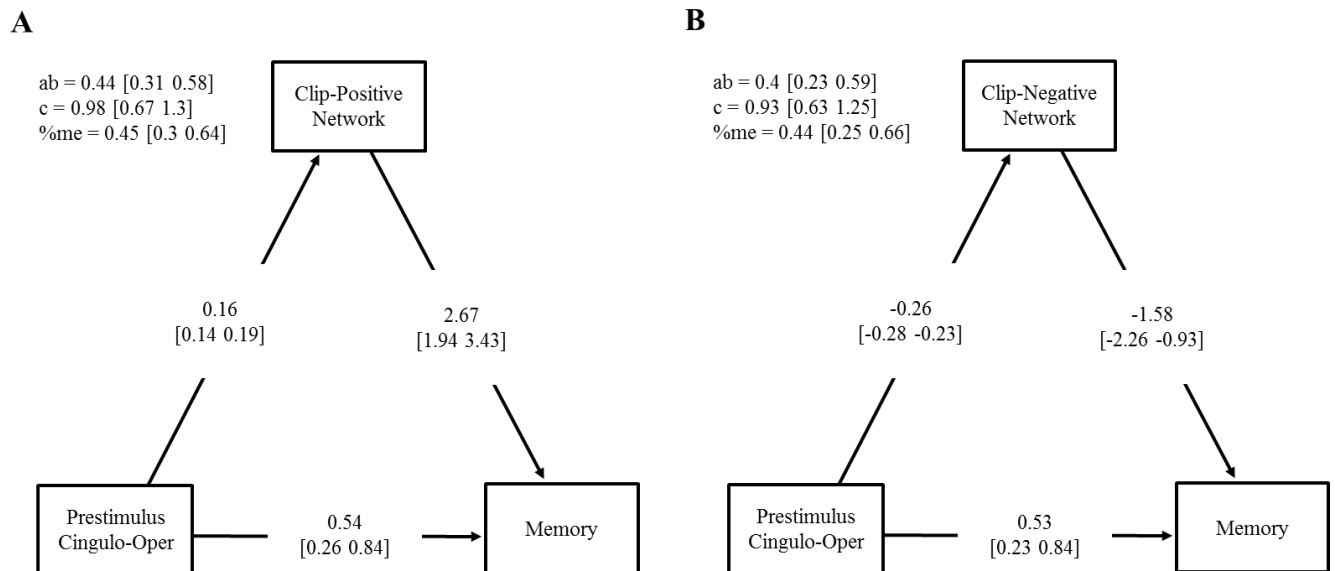 A
ab = 0.44 [0.31 0.58]
c = 0.98 [0.67 1.3]
%me = 0.45 [0.3 0.64]
Clip-Positive
Network
0.16
[0.14 0.19]
2.67
[1.94 3.43]
Prestimulus
Cingulo-Oper
0.54
[0.26 0.84]
Memory
B
ab = 0.4 [0.23 0.59]
c = 0.93 [0.63 1.25]
%me = 0.44 [0.25 0.66]
Clip-Negative
Network
-0.26
[-0.28 -0.23]
-1.58
[-2.26 -0.93]
Prestimulus
Cingulo-Oper
0.53
[0.23 0.84]
Memory